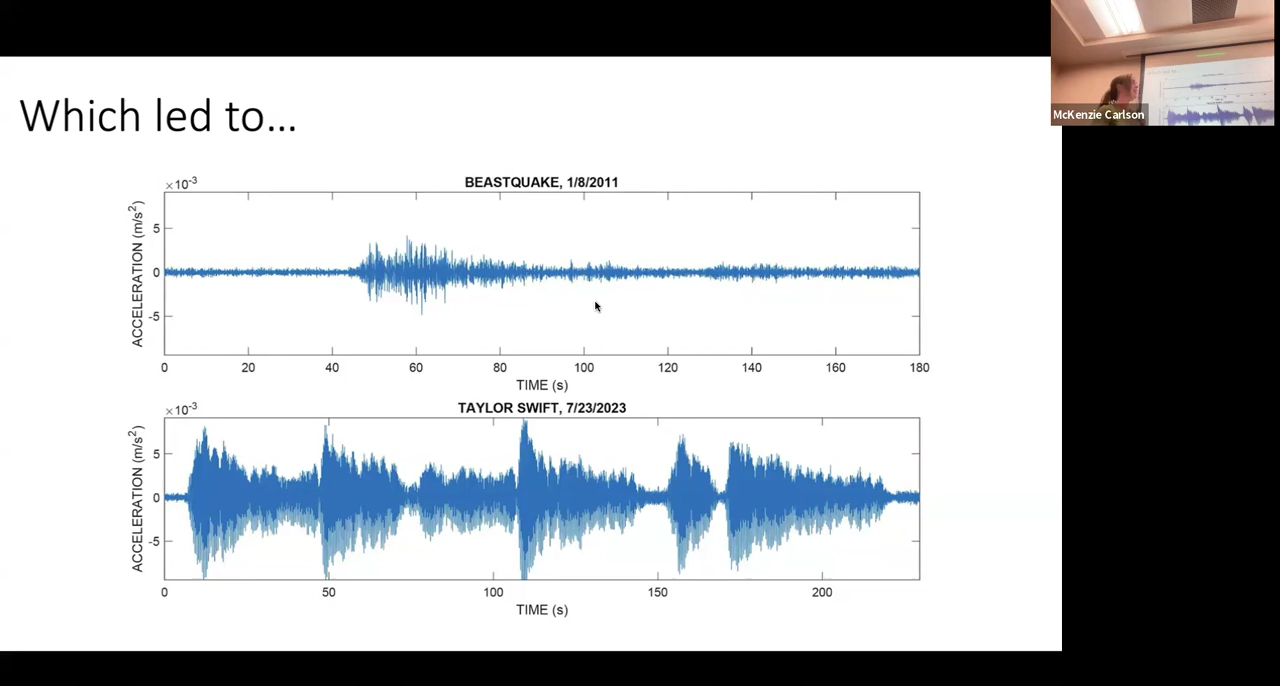 Which led to...
BEASTQUAKE, 1/8/2011
×10⁻³
ACCELERATION (m/s²)
5
0
-5
0 20 40 60 80 100 120 140 160 180
TIME (s)
TAYLOR SWIFT, 7/23/2023
×10⁻³
ACCELERATION (m/s²)
5
0
-5
0 50 100 150 200
TIME (s)
McKenzie Carlson